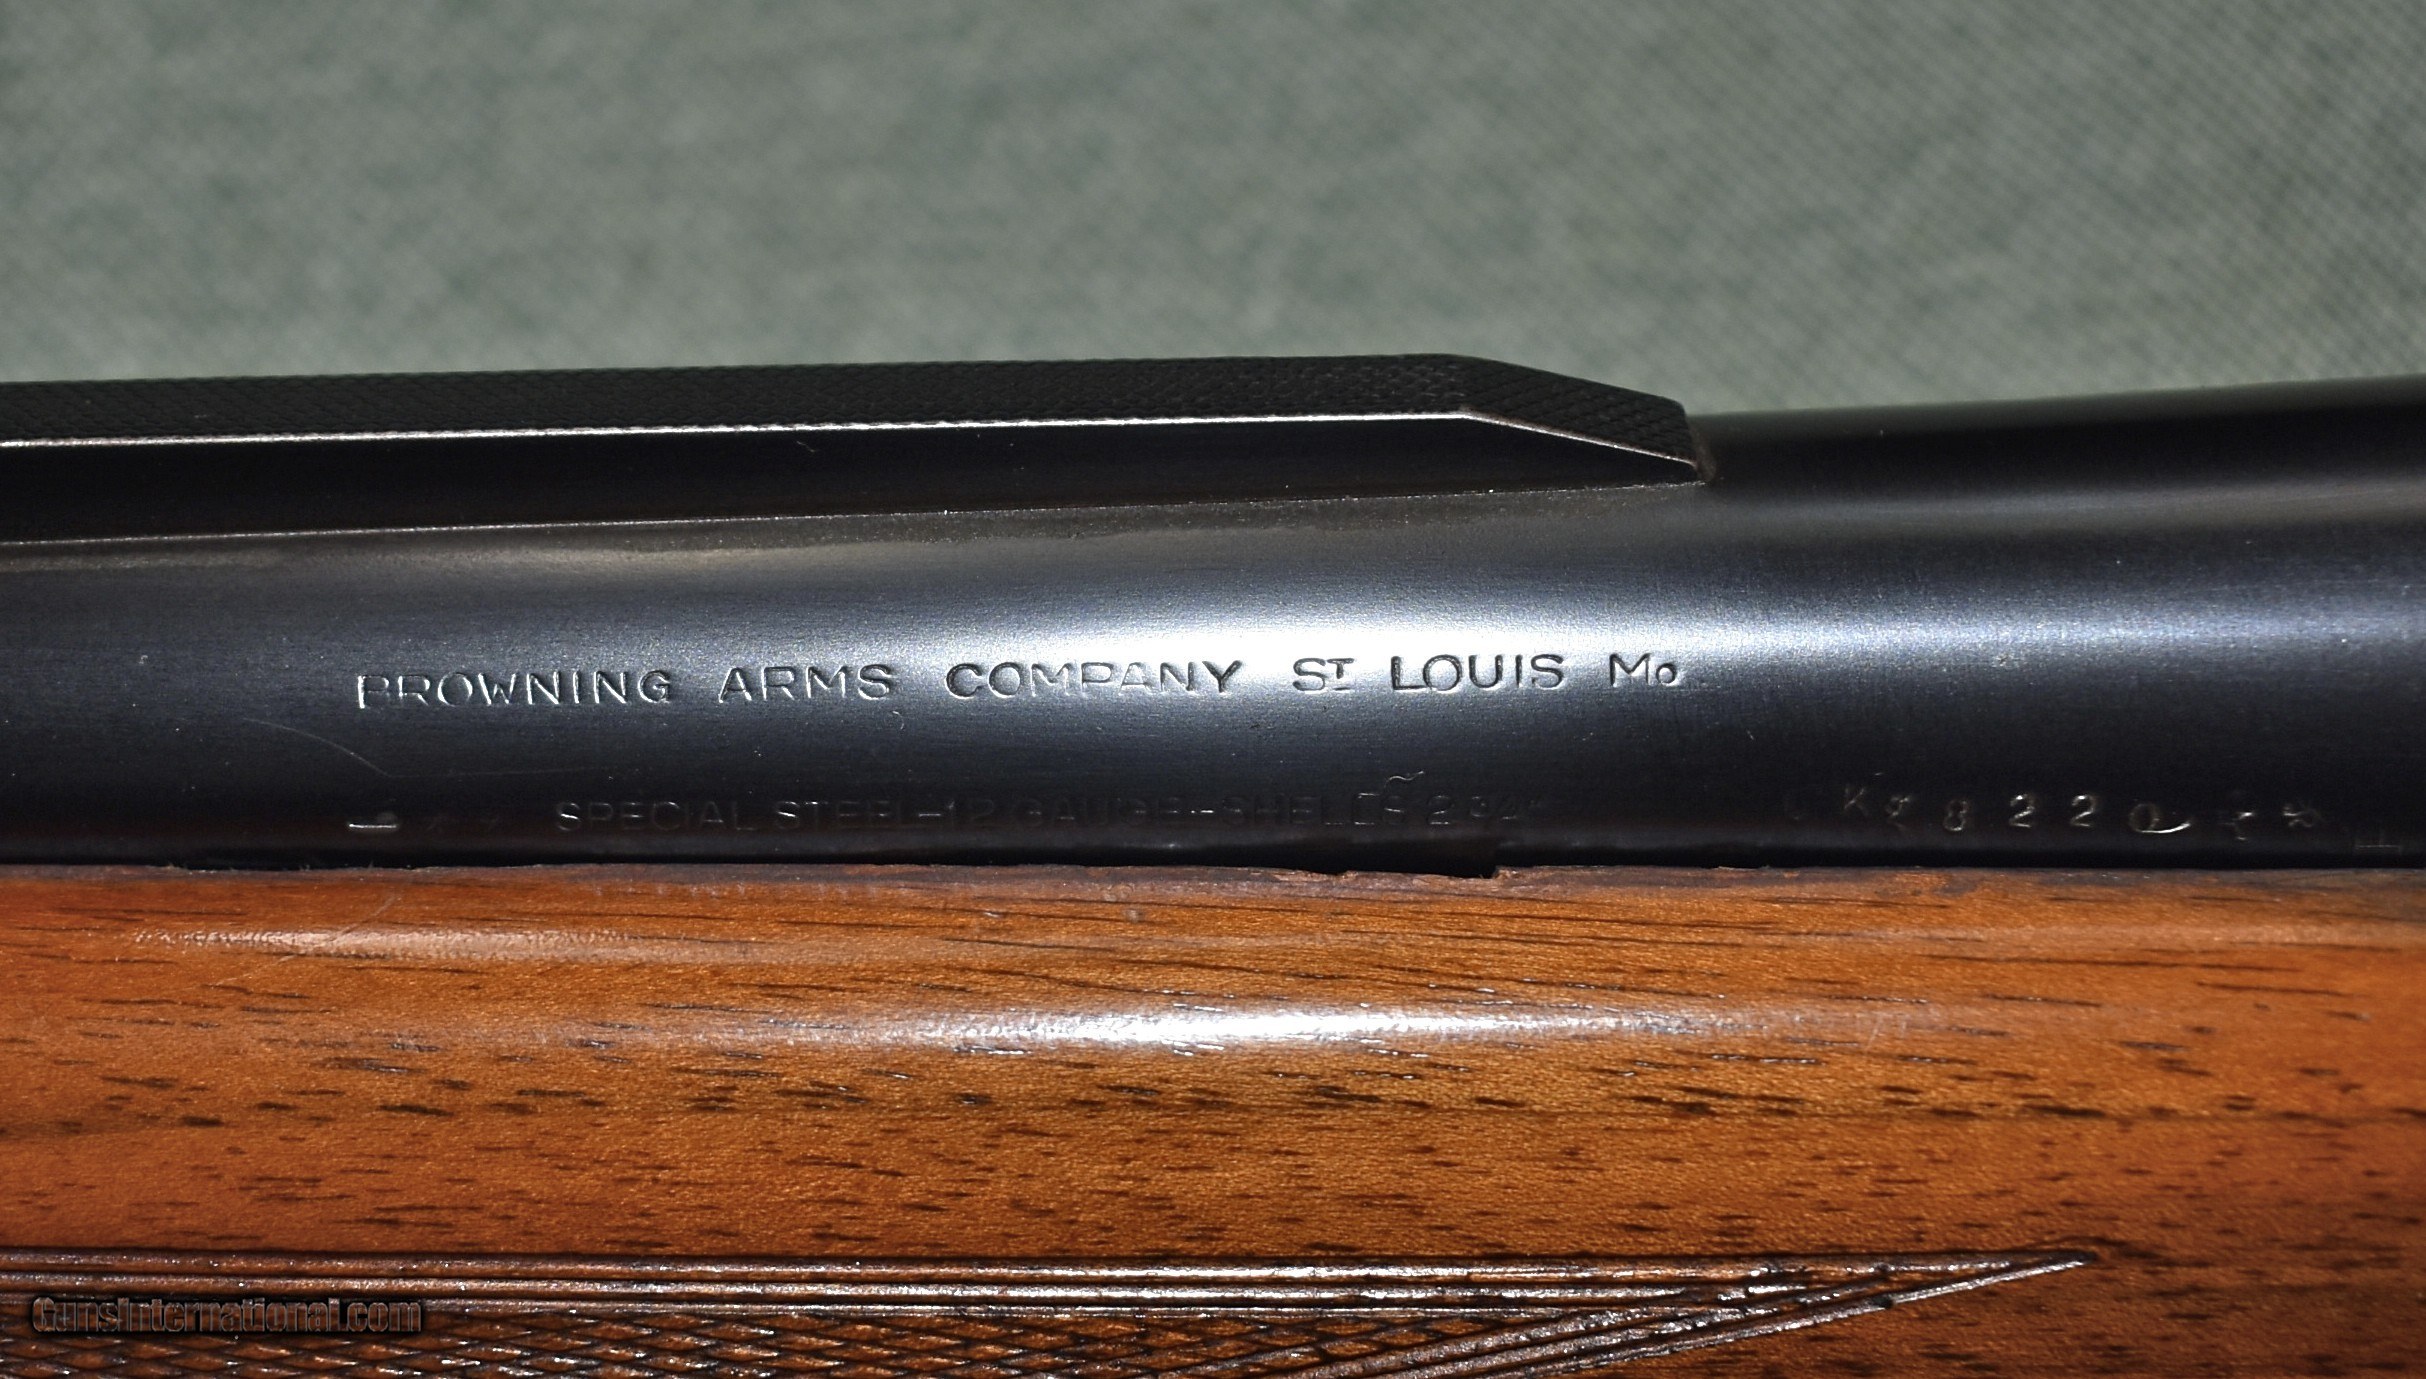 BROWNING ARMS COMPANY ST LOUIS Mo
SPECIAL STEEL-12 GAUGE-SHELLS 2 3/4"
GunsInternational.com